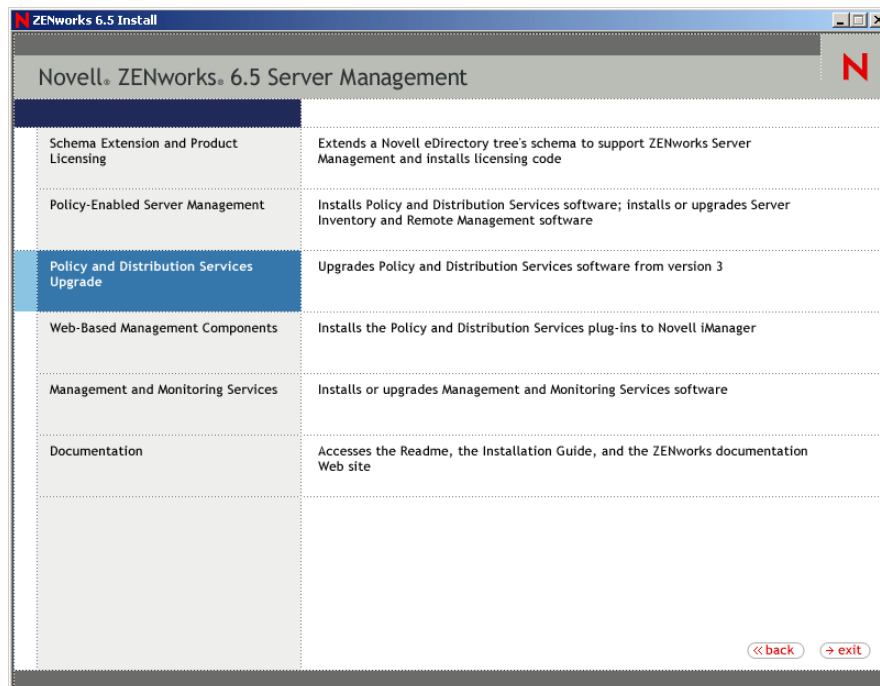 ZENworks 6.5 Install
Novell® ZENworks® 6.5 Server Management
N
Schema Extension and Product
Licensing
Extends a Novell eDirectory tree's schema to support ZENworks Server
Management and installs licensing code
Policy-Enabled Server Management
Installs Policy and Distribution Services software; installs or upgrades Server
Inventory and Remote Management software
Policy and Distribution Services
Upgrade
Upgrades Policy and Distribution Services software from version 3
Web-Based Management Components
Installs the Policy and Distribution Services plug-ins to Novell iManager
Management and Monitoring Services
Installs or upgrades Management and Monitoring Services software
Documentation
Accesses the Readme, the Installation Guide, and the ZENworks documentation
Web site
back
exit